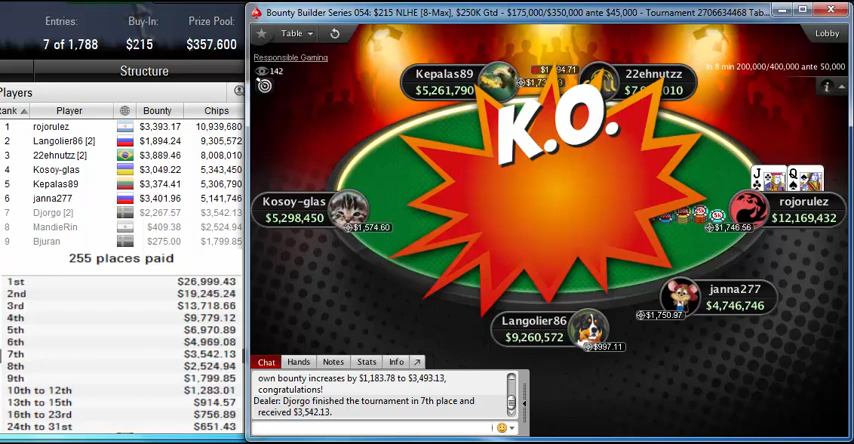 Entries:
Buy-In:
Prize Pool:
7 of 1,788
$215
$357,600
Structure
Players
Rank
Player
Bounty
Chips
1 rojorulez $3,393.17 10,939,680
2 Langolier86 [2] $1,894.24 9,305,572
3 22ehnutzz [2] $3,889.46 8,008,010
4 Kosoy-glas $3,049.22 5,343,450
5 Kepalas89 $3,374.41 5,306,790
6 janna277 $3,401.96 5,141,746
7 Djorgo [2] $2,267.57 $3,542.13
8 MandieRin $409.38 $2,524.94
9 Bjuran $275.00 $1,799.85
255 places paid
1st $26,999.43
2nd $19,245.24
3rd $13,718.66
4th $9,779.12
5th $6,970.89
6th $4,969.08
7th $3,542.13
8th $2,524.94
9th $1,799.85
10th to 12th $1,283.01
13th to 15th $914.57
16th to 23rd $756.89
24th to 31st $651.43
Bounty Builder Series 054: $215 NLHE [8-Max], $250K Gtd - $175,000/$350,000 ante $45,000 - Tournament 2706634468 Tab...
Table
Lobby
Responsible Gaming
142
In 8 min 200,000/400,000 ante 50,000
Kepalas89
$5,261,790
22ehnutzz
K.O.
J Q
Kosoy-glas
$5,298,450
$1,574.60
rojorulez
$12,169,432
$1,746.56
janna277
$4,746,746
$1,750.97
Langolier86
$9,260,572
$997.11
Chat Hands Notes Stats Info
own bounty increases by $1,183.78 to $3,493.13,
congratulations!
Dealer: Djorgo finished the tournament in 7th place and
received $3,542.13.